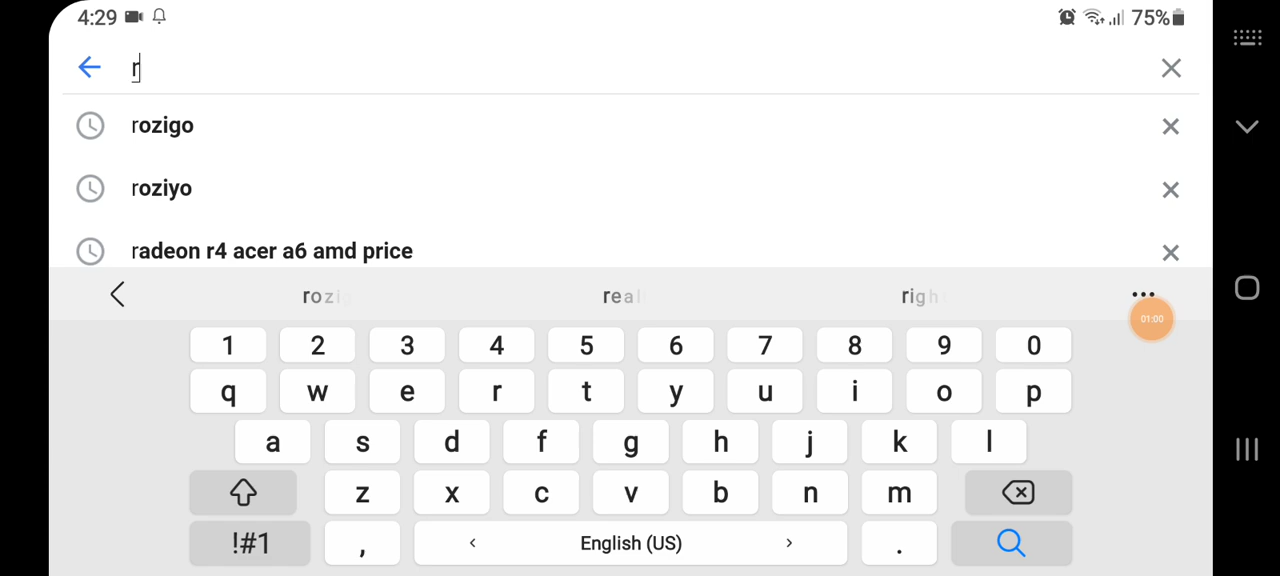 4:29 75%
r
rozigo
roziyo
radeon r4 acer a6 amd price
rozig real righ
01:00
1 2 3 4 5 6 7 8 9 0
q w e r t y u i o p
a s d f g h j k l
z x c v b n m
!#1 , < English (US) > .